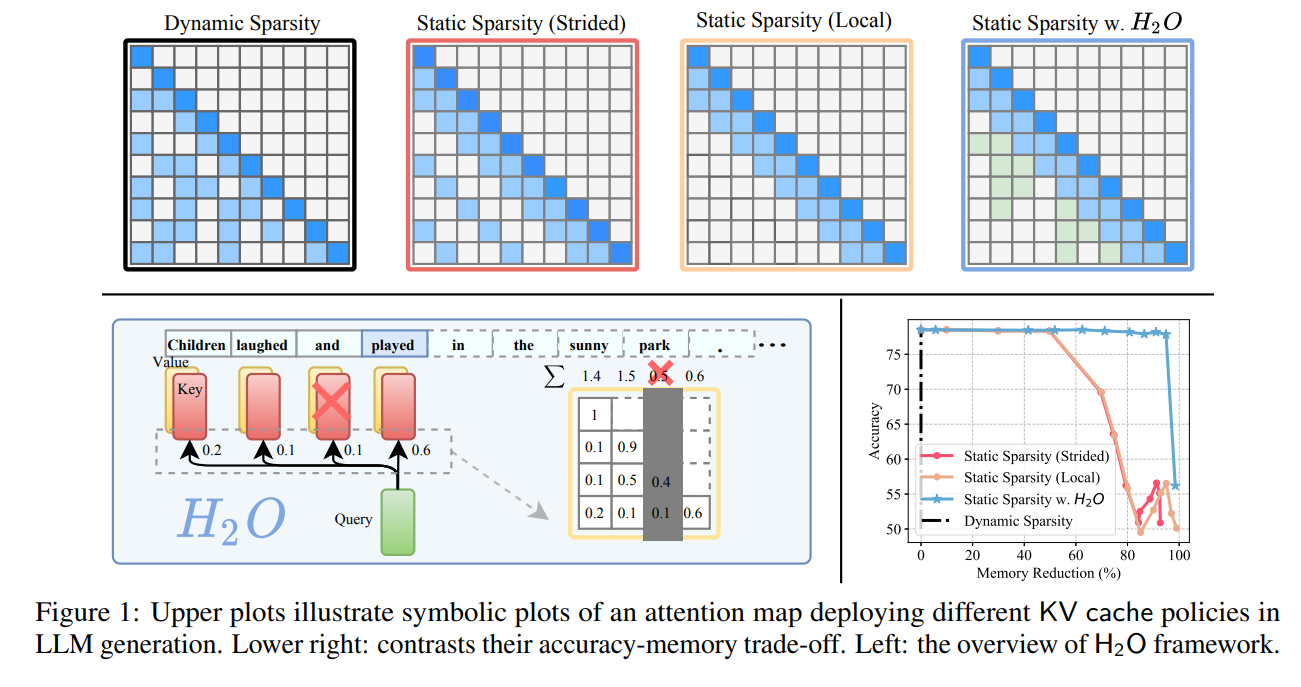 Dynamic Sparsity
Static Sparsity (Strided)
Static Sparsity (Local)
Static Sparsity w. H₂O
Children laughed and played in the sunny park . ...
Value
Key
0.2 0.1 0.1 0.6
H₂O
Query
∑ 1.4 1.5 0.5 0.6
1
0.1 0.9
0.1 0.5 0.4
0.2 0.1 0.1 0.6
Accuracy
75
70
65
60
55
50
Static Sparsity (Strided)
Static Sparsity (Local)
Static Sparsity w. H₂O
Dynamic Sparsity
0 20 40 60 80 100
Memory Reduction (%)
Figure 1: Upper plots illustrate symbolic plots of an attention map deploying different KV cache policies in
LLM generation. Lower right: contrasts their accuracy-memory trade-off. Left: the overview of H₂O framework.